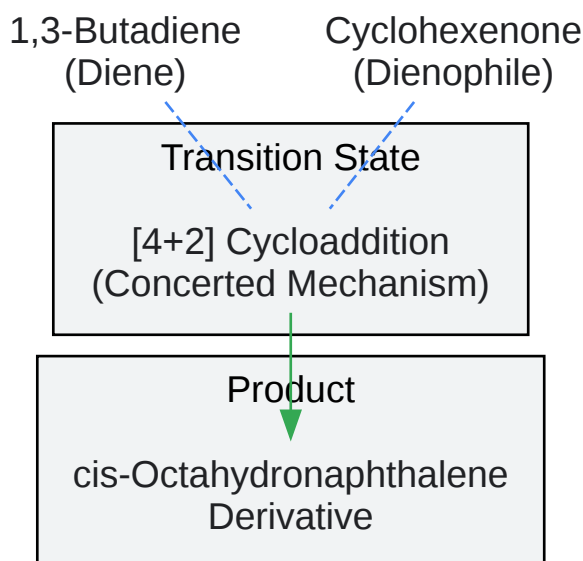 1,3-Butadiene
(Diene)
Cyclohexenone
(Dienophile)
Transition State
[4+2] Cycloaddition
(Concerted Mechanism)
Product
cis-Octahydronaphthalene
Derivative